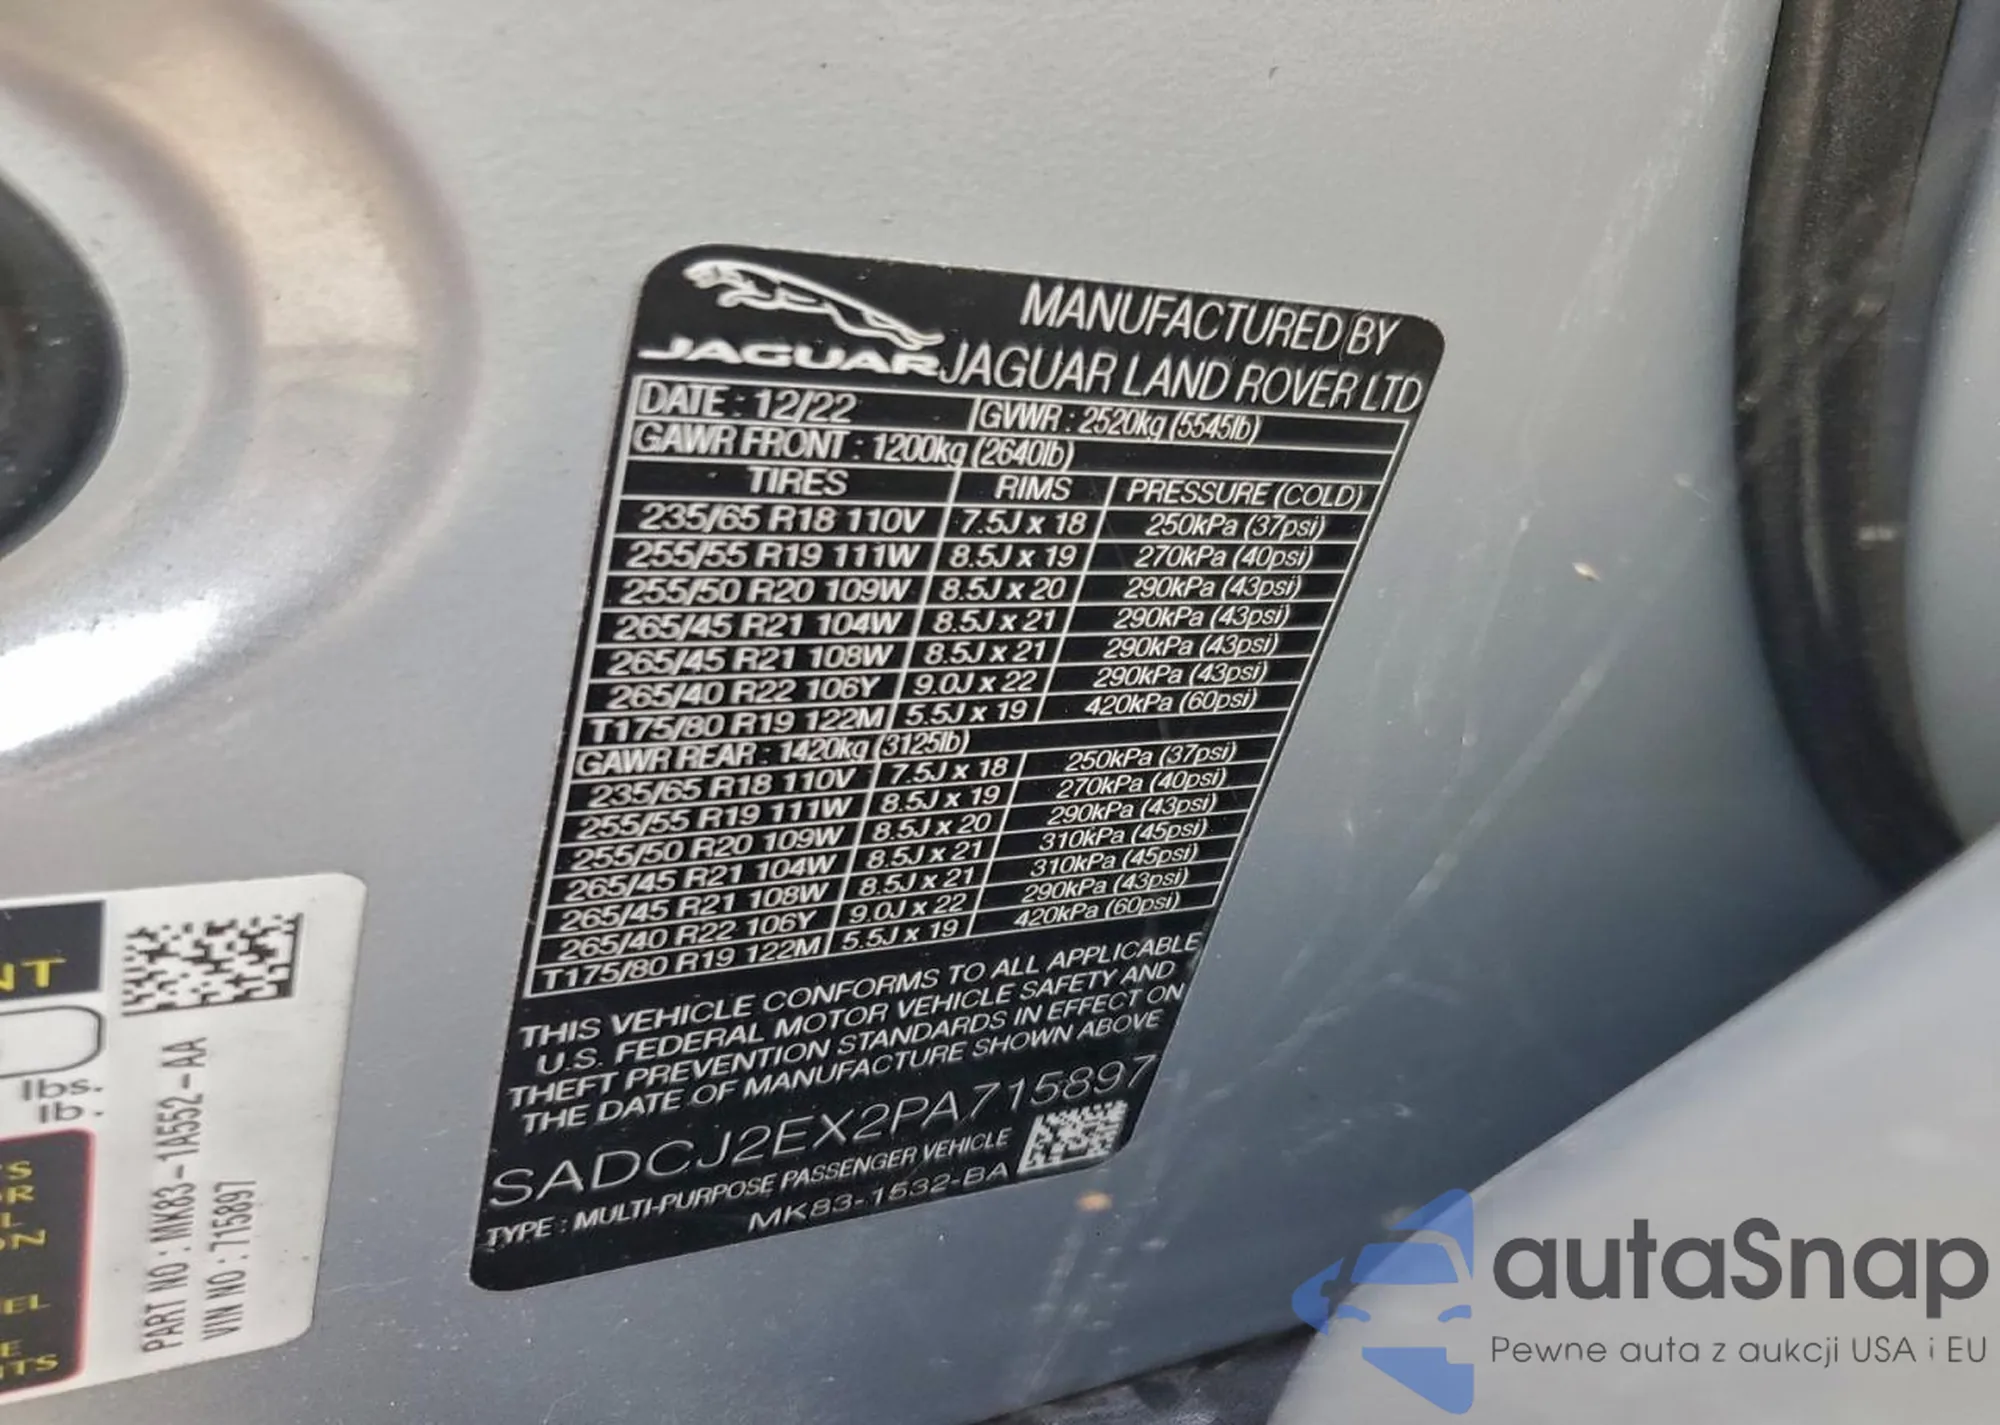 JAGUAR
MANUFACTURED BY
JAGUAR LAND ROVER LTD
DATE : 12/22 GVWR : 2520kg (5545lb)
GAWR FRONT : 1200kg (2640lb)
TIRES RIMS PRESSURE (COLD)
235/65 R18 110V 7.5J x 18 250kPa (37psi)
255/55 R19 111W 8.5J x 19 270kPa (40psi)
255/50 R20 109W 8.5J x 20 290kPa (43psi)
265/45 R21 104W 8.5J x 21 290kPa (43psi)
265/45 R21 108W 8.5J x 21 290kPa (43psi)
265/40 R22 106Y 9.0J x 22 290kPa (43psi)
T175/80 R19 122M 5.5J x 19 420kPa (60psi)
GAWR REAR : 1420kg (3125lb)
235/65 R18 110V 7.5J x 18 250kPa (37psi)
255/55 R19 111W 8.5J x 19 270kPa (40psi)
255/50 R20 109W 8.5J x 20 290kPa (43psi)
265/45 R21 104W 8.5J x 21 310kPa (45psi)
265/45 R21 108W 8.5J x 21 310kPa (45psi)
265/40 R22 106Y 9.0J x 22 290kPa (43psi)
T175/80 R19 122M 5.5J x 19 420kPa (60psi)
THIS VEHICLE CONFORMS TO ALL APPLICABLE
U.S. FEDERAL MOTOR VEHICLE SAFETY AND
THEFT PREVENTION STANDARDS IN EFFECT ON
THE DATE OF MANUFACTURE SHOWN ABOVE
SADCJ2EX2PA715897
TYPE : MULTI-PURPOSE PASSENGER VEHICLE
MK83-1532-BA
NT
lbs.
lb.
PART NO : MK83-1A552-AA
VIN NO : 715897
S
R
L
ON
EL
E
NTS
autoSnap
Pewne auta z aukcji USA i EU